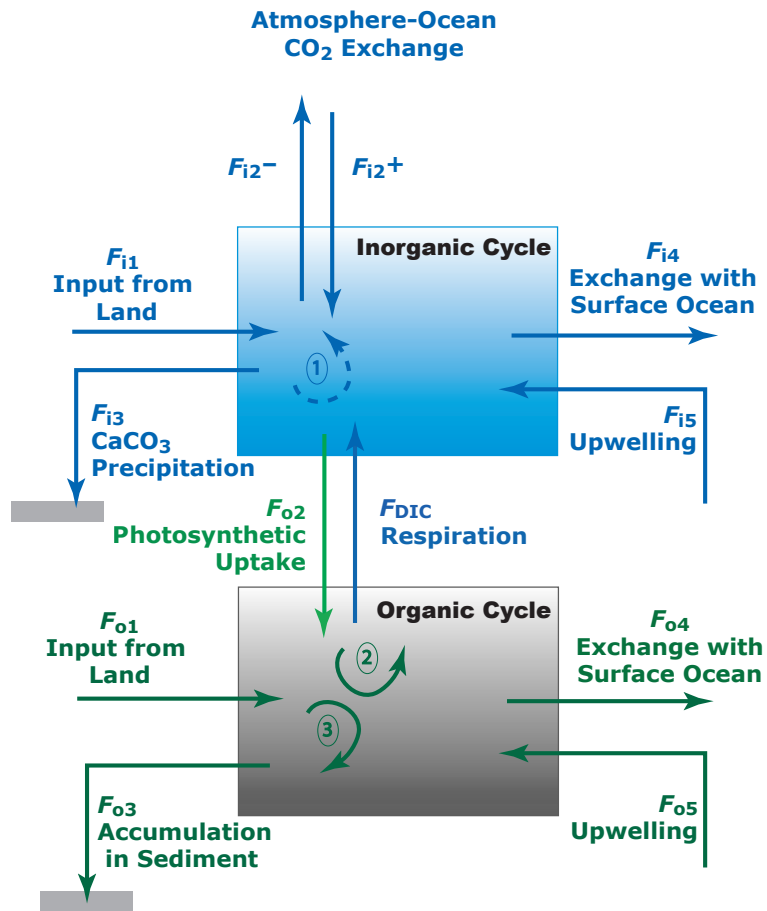 Atmosphere-Ocean
CO2 Exchange
Fi2−
Fi2+
Inorganic Cycle
Fi1
Input from
Land
Fi4
Exchange with
Surface Ocean
1
Fi3
CaCO3
Precipitation
Fi5
Upwelling
Fo2
Photosynthetic
Uptake
FDIC
Respiration
Organic Cycle
Fo1
Input from
Land
Fo4
Exchange with
Surface Ocean
2
3
Fo3
Accumulation
in Sediment
Fo5
Upwelling